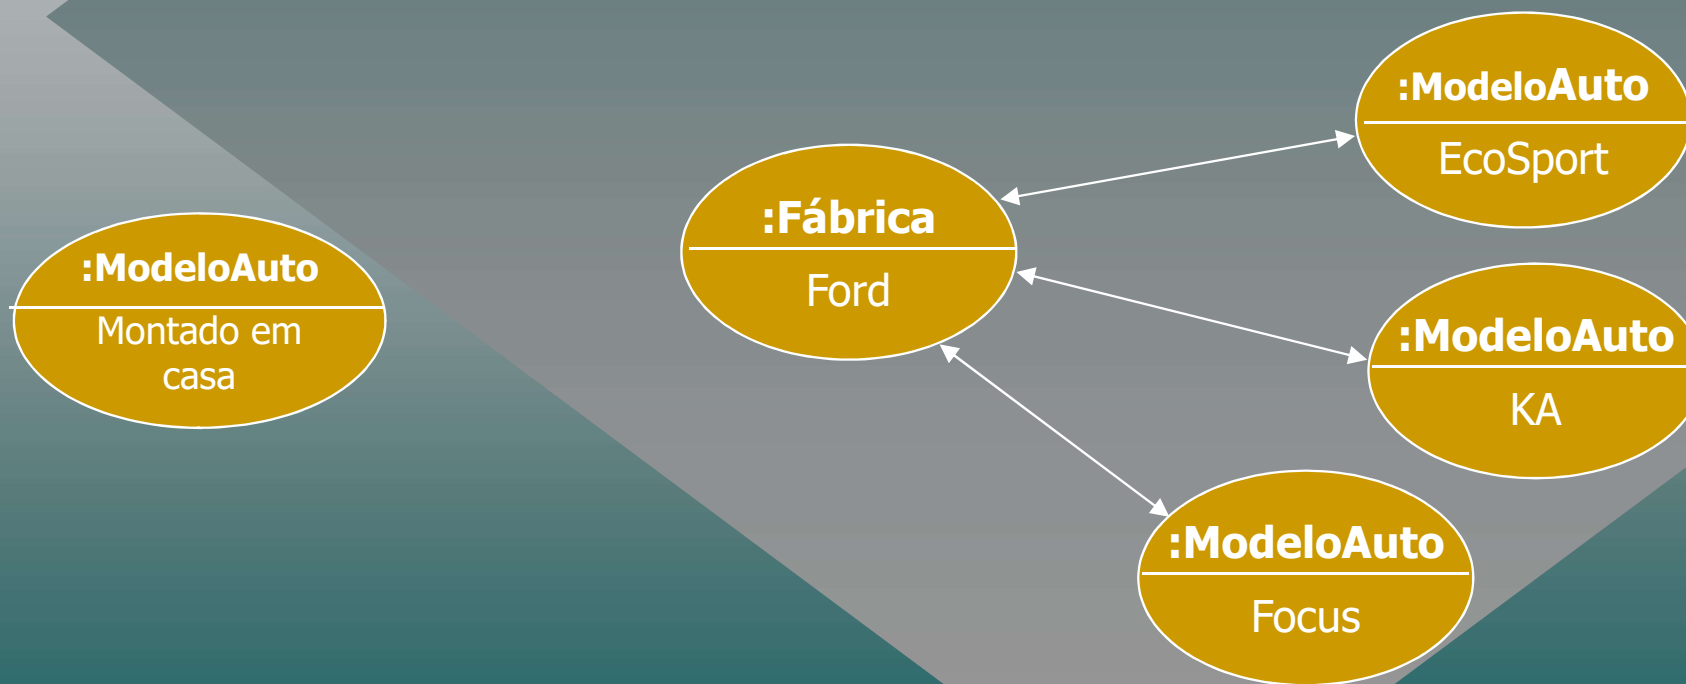 :ModeloAuto
Montado em
casa
:Fábrica
Ford
:ModeloAuto
EcoSport
:ModeloAuto
KA
:ModeloAuto
Focus